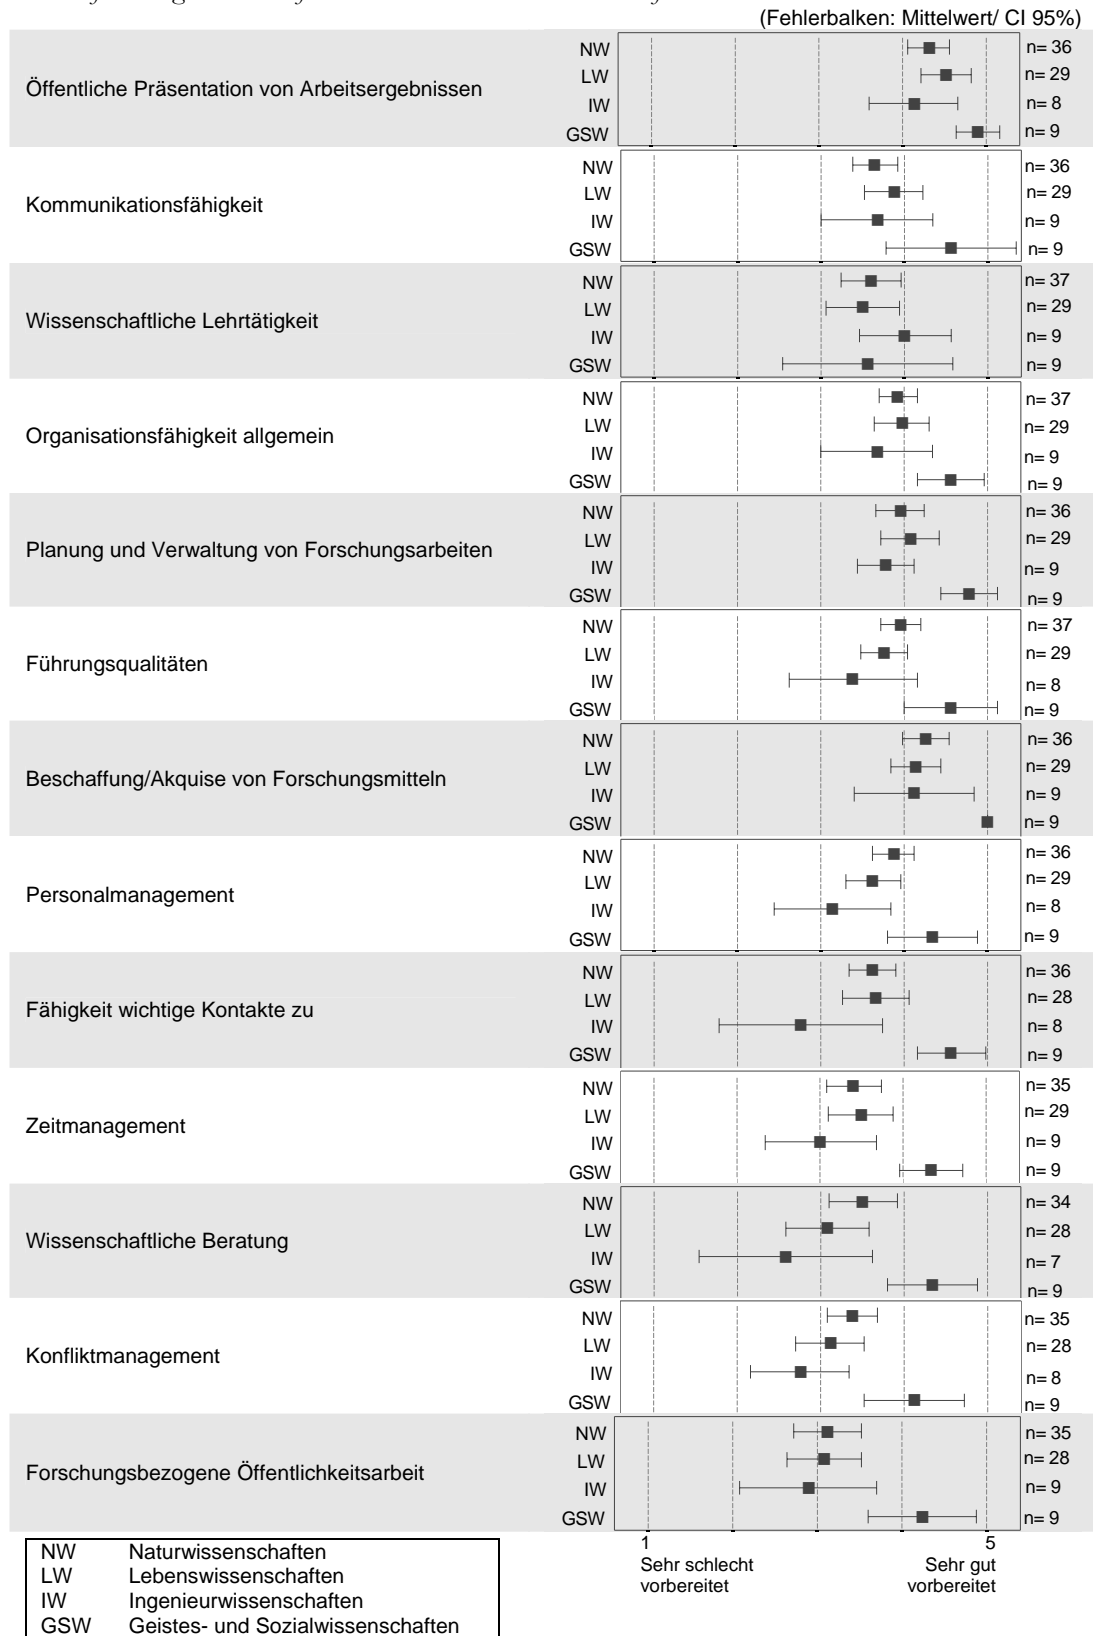 (Fehlerbalken: Mittelwert/ CI 95%)
Öffentliche Präsentation von Arbeitsergebnissen
NW n= 36
LW n= 29
IW n= 8
GSW n= 9
Kommunikationsfähigkeit
NW n= 36
LW n= 29
IW n= 9
GSW n= 9
Wissenschaftliche Lehrtätigkeit
NW n= 37
LW n= 29
IW n= 9
GSW n= 9
Organisationsfähigkeit allgemein
NW n= 37
LW n= 29
IW n= 9
GSW n= 9
Planung und Verwaltung von Forschungsarbeiten
NW n= 36
LW n= 29
IW n= 9
GSW n= 9
Führungsqualitäten
NW n= 37
LW n= 29
IW n= 8
GSW n= 9
Beschaffung/Akquise von Forschungsmitteln
NW n= 36
LW n= 29
IW n= 9
GSW n= 9
Personalmanagement
NW n= 36
LW n= 29
IW n= 8
GSW n= 9
Fähigkeit wichtige Kontakte zu
NW n= 36
LW n= 28
IW n= 8
GSW n= 9
Zeitmanagement
NW n= 35
LW n= 29
IW n= 9
GSW n= 9
Wissenschaftliche Beratung
NW n= 34
LW n= 28
IW n= 7
GSW n= 9
Konfliktmanagement
NW n= 35
LW n= 28
IW n= 8
GSW n= 9
Forschungsbezogene Öffentlichkeitsarbeit
NW n= 35
LW n= 28
IW n= 9
GSW n= 9
1 5
Sehr schlecht Sehr gut
vorbereitet vorbereitet
NW Naturwissenschaften
LW Lebenswissenschaften
IW Ingenieurwissenschaften
GSW Geistes- und Sozialwissenschaften